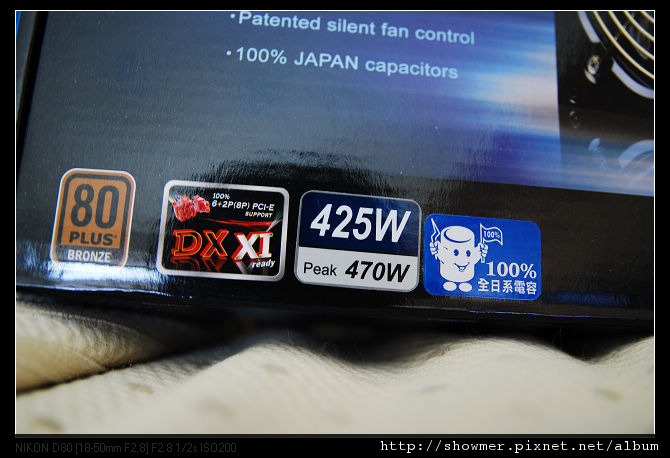 ·Patented silent fan control
·100% JAPAN capacitors
80
PLUS
BRONZE
100%
6+2P(8P) PCI-E
SUPPORT
DX XI
ready
425W
Peak 470W
100%
100%
全日系電容
NIKON D80 [18-50mm F2.8] F2.8 1/2s ISO200
http://showmer.pixnet.net/album